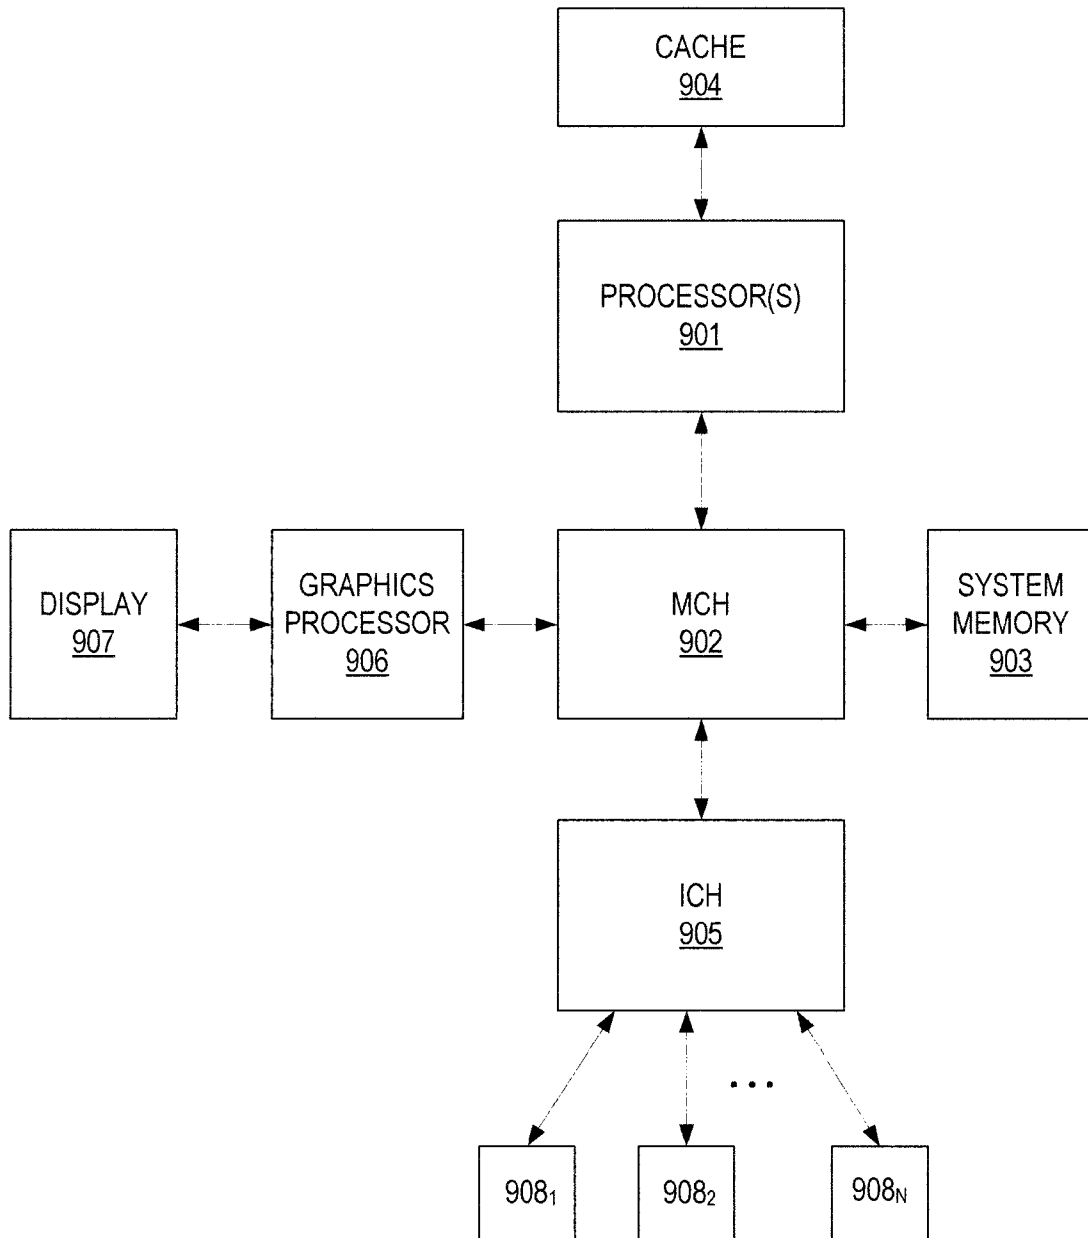 CACHE
904
PROCESSOR(S)
901
DISPLAY
907
GRAPHICS
PROCESSOR
906
MCH
902
SYSTEM
MEMORY
903
ICH
905
...
908₁
908₂
908N